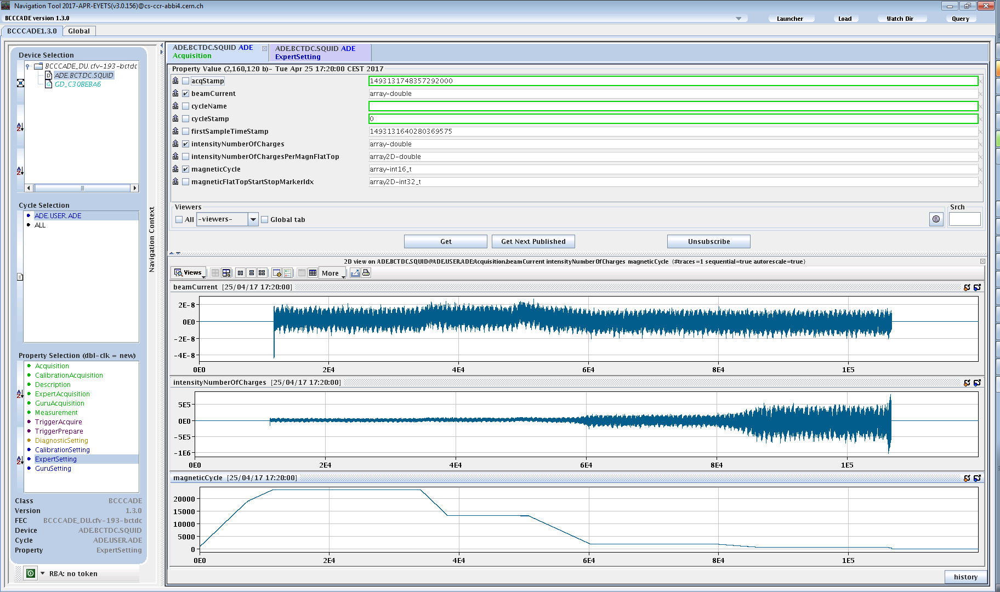 Navigation Tool 2017-APR-EYETS(v3.0.156)@cs-ccr-abbi4.cern.ch
BCCCADE version 1.3.0
Launcher
Load
Watch Dir
Query
BCCCADE1.3.0
Global
Device Selection
BCCCADE_DU.cfv-193-bctdc
ADE.BCTDC.SQUID
GD_C30BEBA6
Cycle Selection
ADE.USER.ADE
ALL
Property Selection (dbl-clk = new)
Acquisition
CalibrationAcquisition
Description
ExpertAcquisition
GuruAcquisition
Measurement
TriggerAcquire
TriggerPrepare
DiagnosticSetting
CalibrationSetting
ExpertSetting
GuruSetting
Class BCCCADE
Version 1.3.0
FEC BCCCADE_DU.cfv-193-bctdc
Device ADE.BCTDC.SQUID
Cycle ADE.USER.ADE
Property ExpertSetting
RBA: no token
Navigation Context
ADE.BCTDC.SQUID ADE
Acquisition
ADE.BCTDC.SQUID ADE
ExpertSetting
Property Value (2,160,120 b)- Tue Apr 25 17:20:00 CEST 2017
acqStamp 1493131748357292000
beamCurrent array-double
cycleName
cycleStamp 0
firstSampleTimeStamp 1493131640280369575
intensityNumberOfCharges array-double
intensityNumberOfChargesPerMagnFlatTop array2D-double
magneticCycle array-int16_t
magneticFlatTopStartStopMarkerIdx array2D-int32_t
Viewers
All -viewers- Global tab
Srch
Get
Get Next Published
Unsubscribe
2D view on ADE.BCTDC.SQUID@ADE.USER.ADE:Acquisition:beamCurrent intensityNumberOfCharges magneticCycle (#traces=1 sequential=true autorescale=true)
Views
More
beamCurrent [25/04/17 17:20:00]
2E-8
0E0
-2E-8
-4E-8
0E0 2E4 4E4 6E4 8E4 1E5
intensityNumberOfCharges [25/04/17 17:20:00]
5E5
0E0
-5E5
-1E6
0E0 2E4 4E4 6E4 8E4 1E5
magneticCycle [25/04/17 17:20:00]
20000
15000
10000
5000
0
0E0 2E4 4E4 6E4 8E4 1E5
history